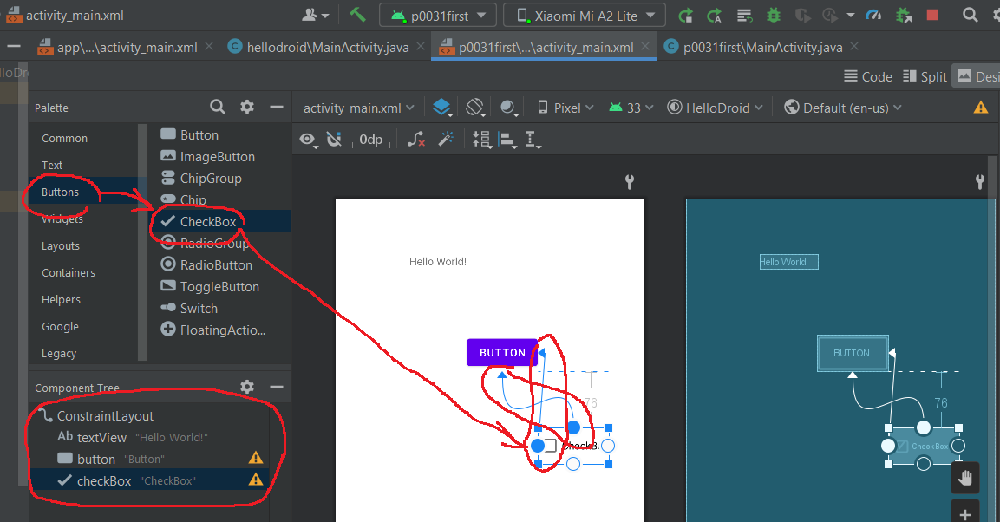 activity_main.xml p0031first Xiaomi Mi A2 Lite
app\...\activity_main.xml hellodroid\MainActivity.java p0031first\...\activity_main.xml p0031first\MainActivity.java
Code Split
Palette activity_main.xml Pixel 33 HelloDroid Default (en-us)
0dp
Common
Text
Buttons
Widgets
Layouts
Containers
Helpers
Google
Legacy
Button
ImageButton
ChipGroup
Chip
CheckBox
RadioGroup
RadioButton
ToggleButton
Switch
FloatingActio...
Hello World!
BUTTON
76
Hello World!
BUTTON
76
CheckBox
Component Tree
ConstraintLayout
Ab textView "Hello World!"
button "Button"
checkBox "CheckBox"